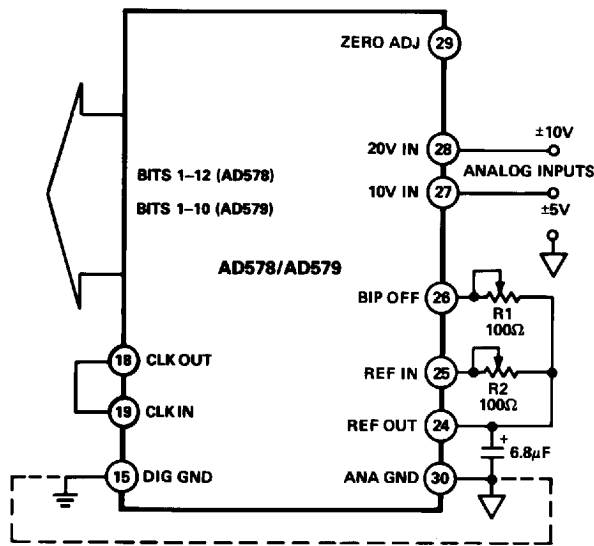 ZERO ADJ 29
±10V
20V IN 28
ANALOG INPUTS
10V IN 27
±5V
BITS 1–12 (AD578)
BITS 1–10 (AD579)
AD578/AD579
BIP OFF 26
R1
100Ω
18 CLK OUT
REF IN 25
R2
100Ω
19 CLK IN
REF OUT 24
+
6.8μF
15 DIG GND
ANA GND 30